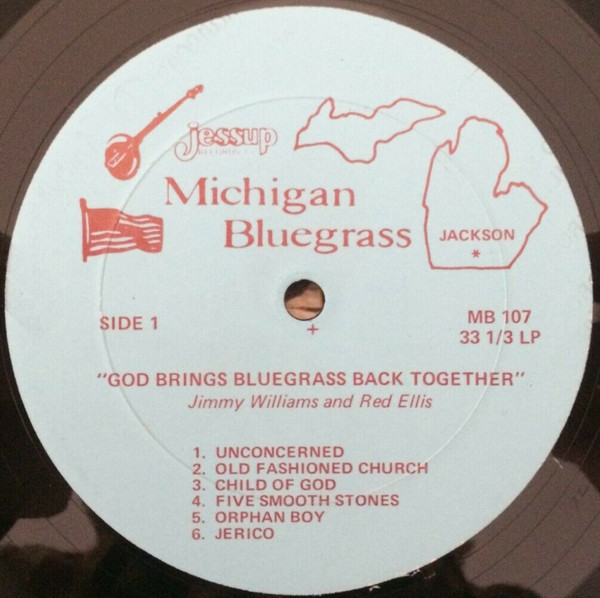 jessup
Michigan
Bluegrass
JACKSON
*
SIDE 1
MB 107
33 1/3 LP
+
"GOD BRINGS BLUEGRASS BACK TOGETHER"
Jimmy Williams and Red Ellis
1. UNCONCERNED
2. OLD FASHIONED CHURCH
3. CHILD OF GOD
4. FIVE SMOOTH STONES
5. ORPHAN BOY
6. JERICO